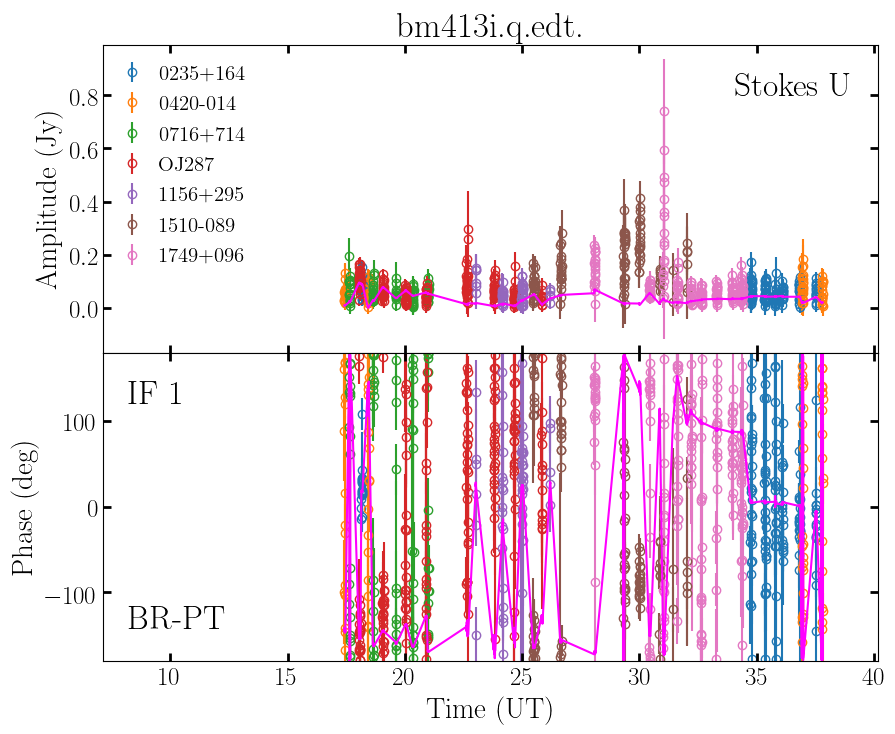 bm413i.q.edt.
Stokes U
0235+164
0420-014
0716+714
OJ287
1156+295
1510-089
1749+096
Amplitude (Jy)
0.8
0.6
0.4
0.2
0.0
IF 1
BR-PT
Phase (deg)
100
0
−100
10 15 20 25 30 35 40
Time (UT)